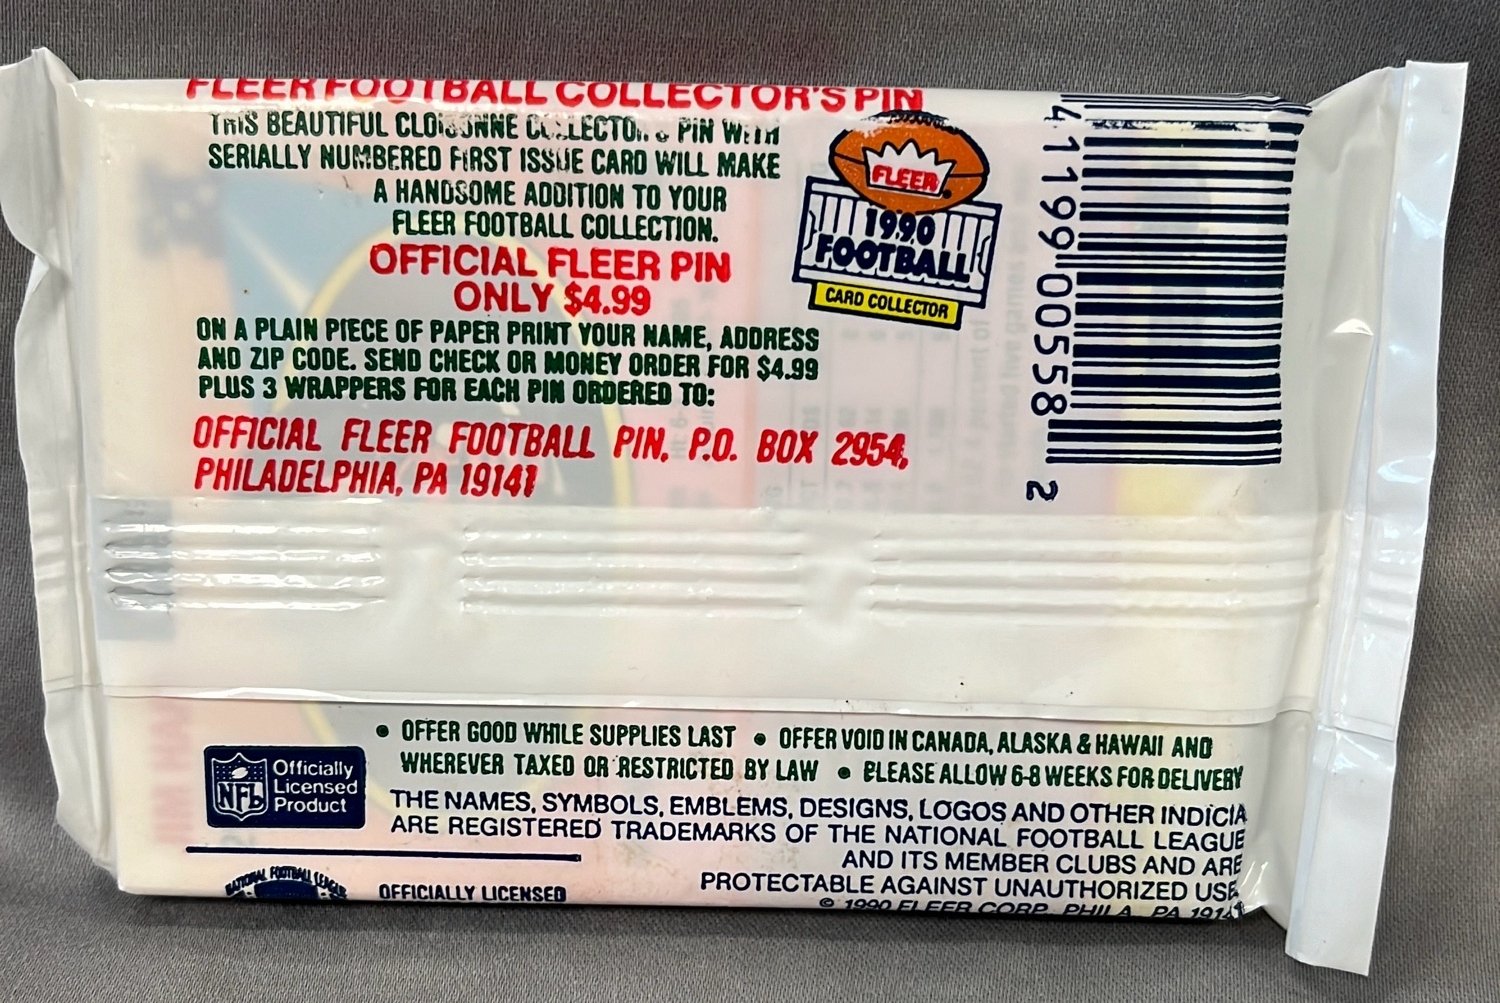 FLEER FOOTBALL COLLECTOR'S PIN
THIS BEAUTIFUL CLOISONNE COLLECTOR'S PIN WITH
SERIALLY NUMBERED FIRST ISSUE CARD WILL MAKE
A HANDSOME ADDITION TO YOUR
FLEER FOOTBALL COLLECTION.
OFFICIAL FLEER PIN
ONLY $4.99
ON A PLAIN PIECE OF PAPER PRINT YOUR NAME, ADDRESS
AND ZIP CODE. SEND CHECK OR MONEY ORDER FOR $4.99
PLUS 3 WRAPPERS FOR EACH PIN ORDERED TO:
OFFICIAL FLEER FOOTBALL PIN, P.O. BOX 2954,
PHILADELPHIA, PA 19141
FLEER
1990
FOOTBALL
CARD COLLECTOR
41199 00558 2
• OFFER GOOD WHILE SUPPLIES LAST • OFFER VOID IN CANADA, ALASKA & HAWAII AND
WHEREVER TAXED OR RESTRICTED BY LAW • PLEASE ALLOW 6-8 WEEKS FOR DELIVERY
NFL
Officially
Licensed
Product
THE NAMES, SYMBOLS, EMBLEMS, DESIGNS, LOGOS AND OTHER INDICIA
ARE REGISTERED TRADEMARKS OF THE NATIONAL FOOTBALL LEAGUE
AND ITS MEMBER CLUBS AND ARE
PROTECTABLE AGAINST UNAUTHORIZED USE
© 1990 FLEER CORP. PHILA., PA 19141
NATIONAL FOOTBALL LEAGUE
OFFICIALLY LICENSED